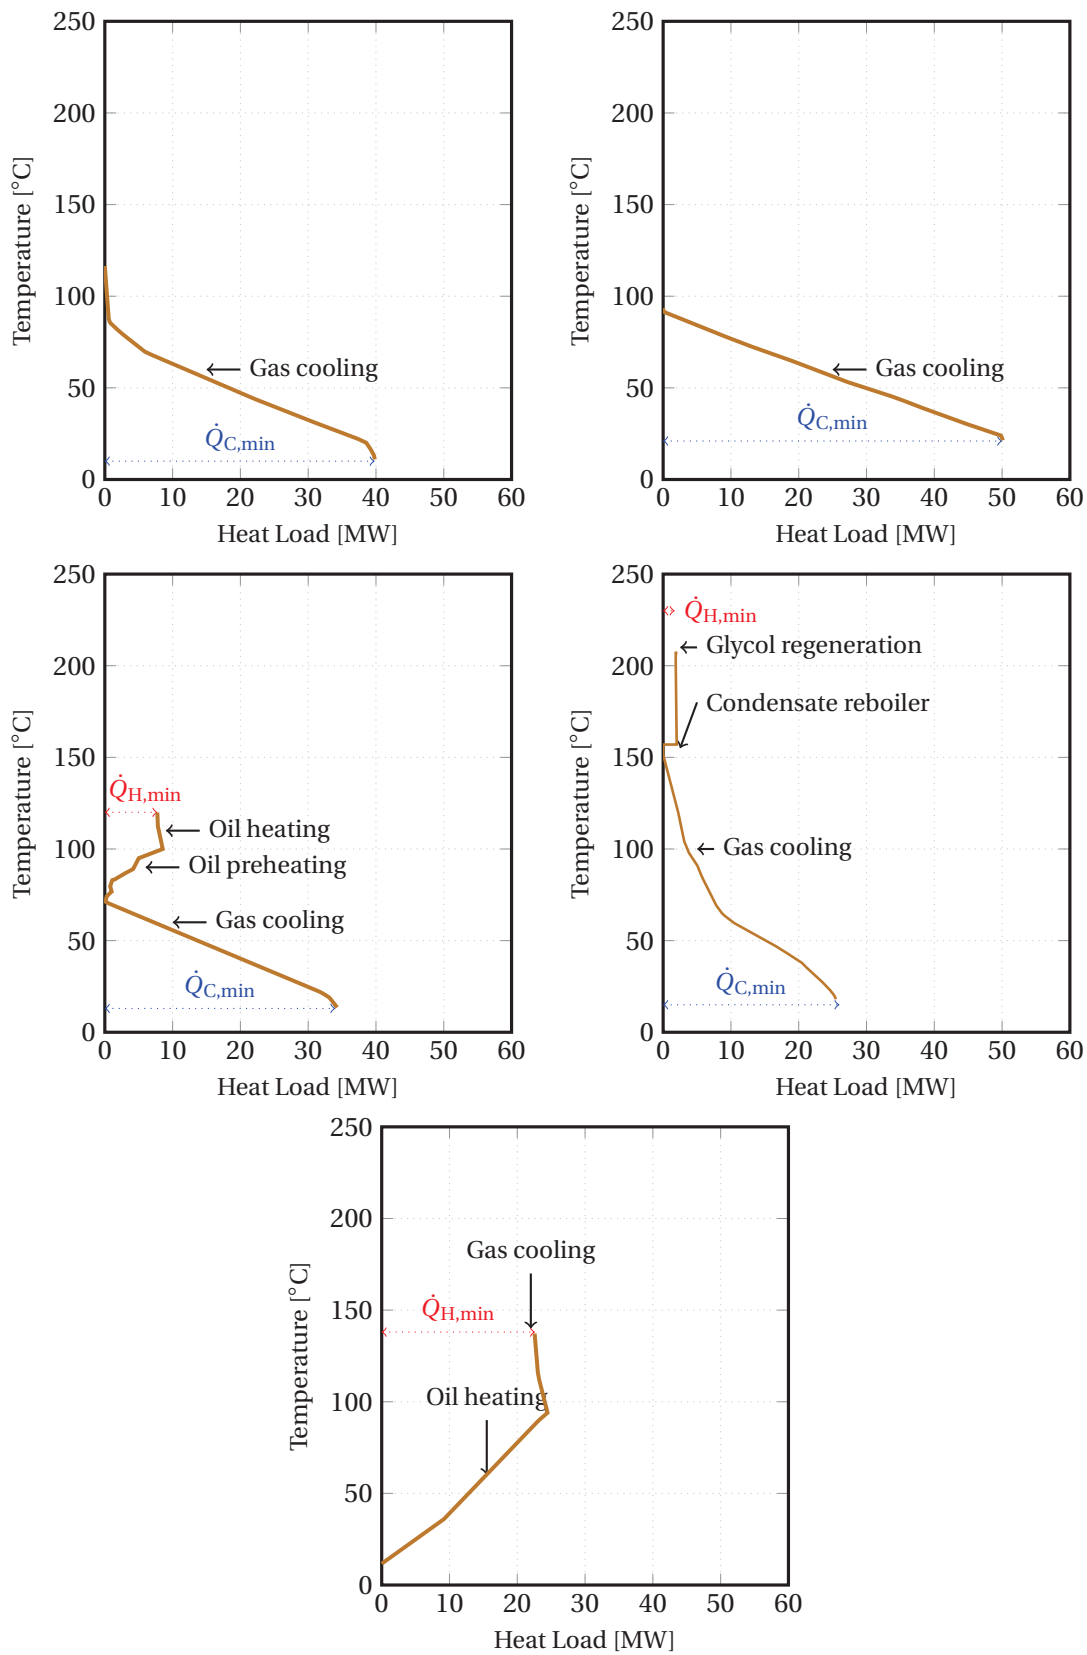 250
200
150
100
50
0
Temperature [°C]
Gas cooling
Q̇C,min
0 10 20 30 40 50 60
Heat Load [MW]
250
200
150
100
50
0
Temperature [°C]
Gas cooling
Q̇C,min
0 10 20 30 40 50 60
Heat Load [MW]
250
200
150
100
50
0
Temperature [°C]
Q̇H,min
Oil heating
Oil preheating
Gas cooling
Q̇C,min
0 10 20 30 40 50 60
Heat Load [MW]
250
200
150
100
50
0
Temperature [°C]
Q̇H,min
Glycol regeneration
Condensate reboiler
Gas cooling
Q̇C,min
0 10 20 30 40 50 60
Heat Load [MW]
250
200
150
100
50
0
Temperature [°C]
Gas cooling
Q̇H,min
Oil heating
0 10 20 30 40 50 60
Heat Load [MW]